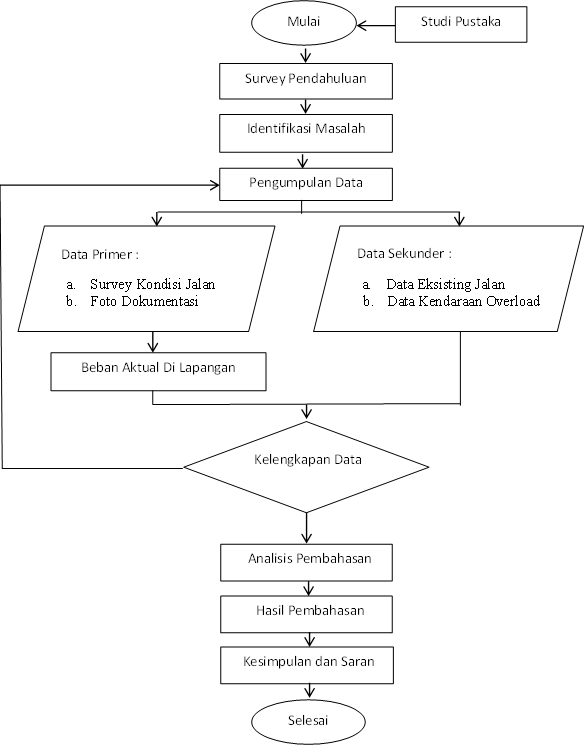 Mulai
Studi Pustaka
Survey Pendahuluan
Identifikasi Masalah
Pengumpulan Data
Data Primer :
a. Survey Kondisi Jalan
b. Foto Dokumentasi
Data Sekunder :
a. Data Eksisting Jalan
b. Data Kendaraan Overload
Beban Aktual Di Lapangan
Kelengkapan Data
Analisis Pembahasan
Hasil Pembahasan
Kesimpulan dan Saran
Selesai